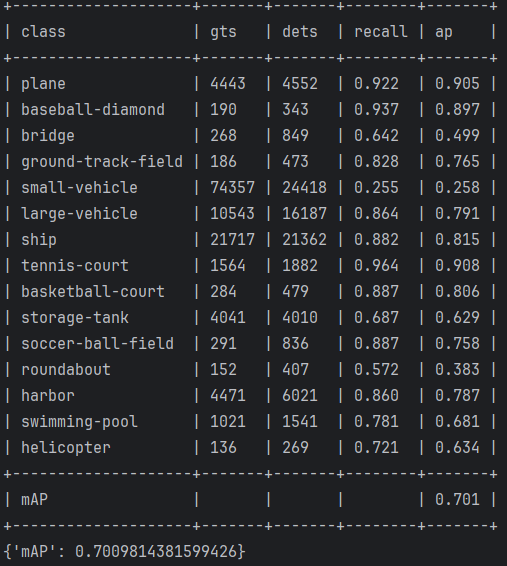 +--------------------+-------+-------+--------+-------+
| class              | gts   | dets  | recall | ap    |
+--------------------+-------+-------+--------+-------+
| plane              | 4443  | 4552  | 0.922  | 0.905 |
| baseball-diamond   | 190   | 343   | 0.937  | 0.897 |
| bridge             | 268   | 849   | 0.642  | 0.499 |
| ground-track-field | 186   | 473   | 0.828  | 0.765 |
| small-vehicle      | 74357 | 24418 | 0.255  | 0.258 |
| large-vehicle      | 10543 | 16187 | 0.864  | 0.791 |
| ship               | 21717 | 21362 | 0.882  | 0.815 |
| tennis-court       | 1564  | 1882  | 0.964  | 0.908 |
| basketball-court   | 284   | 479   | 0.887  | 0.806 |
| storage-tank       | 4041  | 4010  | 0.687  | 0.629 |
| soccer-ball-field  | 291   | 836   | 0.887  | 0.758 |
| roundabout         | 152   | 407   | 0.572  | 0.383 |
| harbor             | 4471  | 6021  | 0.860  | 0.787 |
| swimming-pool      | 1021  | 1541  | 0.781  | 0.681 |
| helicopter         | 136   | 269   | 0.721  | 0.634 |
+--------------------+-------+-------+--------+-------+
| mAP                |       |       |        | 0.701 |
+--------------------+-------+-------+--------+-------+
{'mAP': 0.7009814381599426}